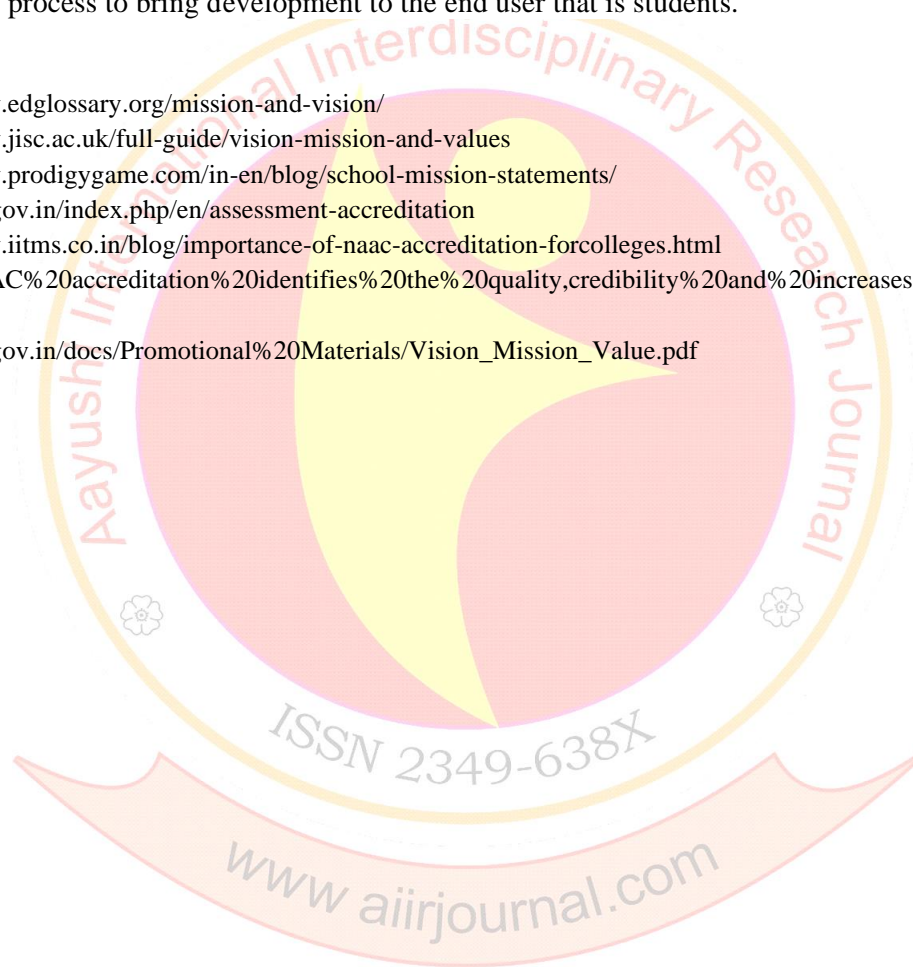 process to bring development to the end user that is students.
.edglossary.org/mission-and-vision/
.jisc.ac.uk/full-guide/vision-mission-and-values
.prodigygame.com/in-en/blog/school-mission-statements/
gov.in/index.php/en/assessment-accreditation
.iitms.co.in/blog/importance-of-naac-accreditation-forcolleges.html
AC%20accreditation%20identifies%20the%20quality,credibility%20and%20increases
gov.in/docs/Promotional%20Materials/Vision_Mission_Value.pdf
Aayush International Interdisciplinary Research Journal
ISSN 2349-638X
www aiirjournal.com